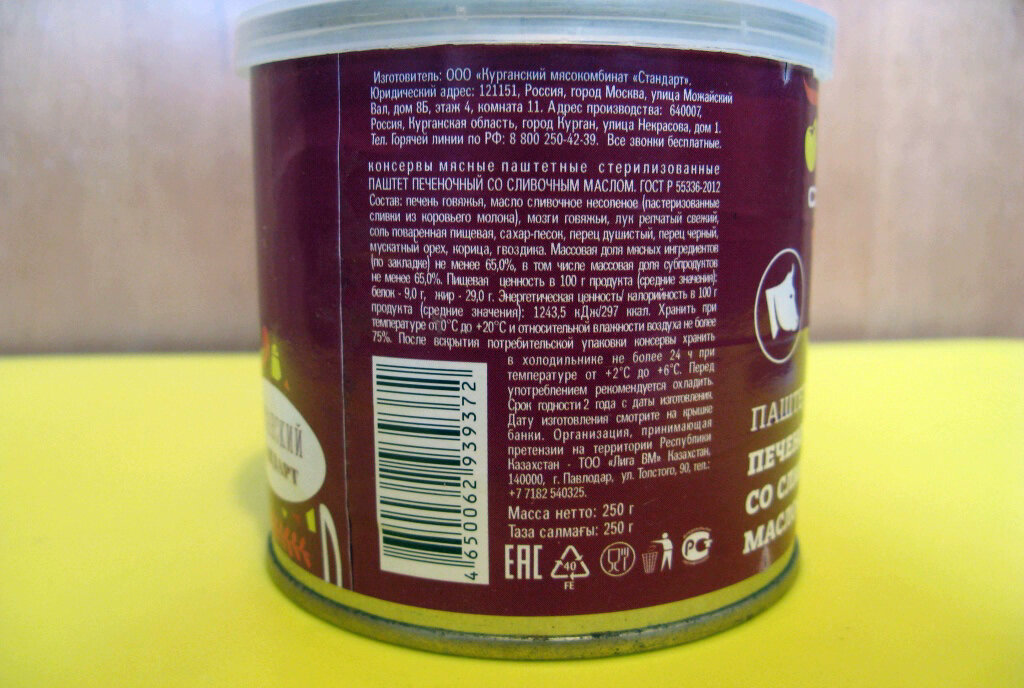 Изготовитель: ООО «Курганский мясокомбинат «Стандарт»,
Юридический адрес: 121151, Россия, город Москва, улица Можайский
Вал, дом 8Б, этаж 4, комната 11. Адрес производства: 640007,
Россия, Курганская область, город Курган, улица Некрасова, дом 1.
Тел. Горячей линии по РФ: 8 800 250-42-39. Все звонки бесплатные.
консервы мясные паштетные стерилизованные
ПАШТЕТ ПЕЧЕНОЧНЫЙ СО СЛИВОЧНЫМ МАСЛОМ. ГОСТ Р 55336-2012
Состав: печень говяжья, масло сливочное несоленое (пастеризованные
сливки из коровьего молока), мозги говяжьи, лук репчатый свежий,
соль поваренная пищевая, сахар-песок, перец душистый, перец черный,
мускатный орех, корица, гвоздика. Массовая доля мясных ингредиентов
(по закладке) не менее 65,0%, в том числе массовая доля субпродуктов
не менее 65,0%. Пищевая ценность в 100 г продукта (средние значения):
белок - 9,0 г, жир - 29,0 г. Энергетическая ценность/ калорийность в 100 г
продукта (средние значения): 1243,5 кДж/297 ккал. Хранить при
температуре от 0°С до +20°С и относительной влажности воздуха не более
75%. После вскрытия потребительской упаковки консервы хранить
в холодильнике не более 24 ч при
температуре от +2°С до +6°С. Перед
употреблением рекомендуется охладить.
Срок годности 2 года с даты изготовления.
Дату изготовления смотрите на крышке
банки. Организация, принимающая
претензии на территории Республики
Казахстан - ТОО «Лига ВМ» Казахстан,
140000, г. Павлодар, ул. Толстого, 90, тел.:
+7 7182 540325.
Масса нетто: 250 г
Таза салмағы: 250 г
4650062939372
ЕАС
40
FE
РС
ПАШТЕ
ПЕЧЕН
СО СЛИ
МАСЛО